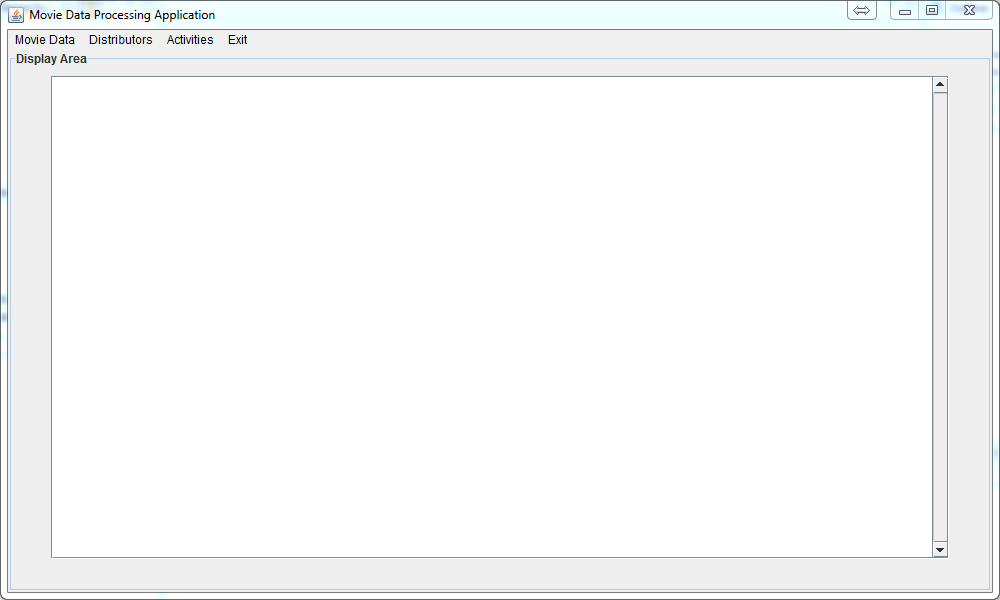 Movie Data Processing Application
Movie Data Distributors Activities Exit
Display Area